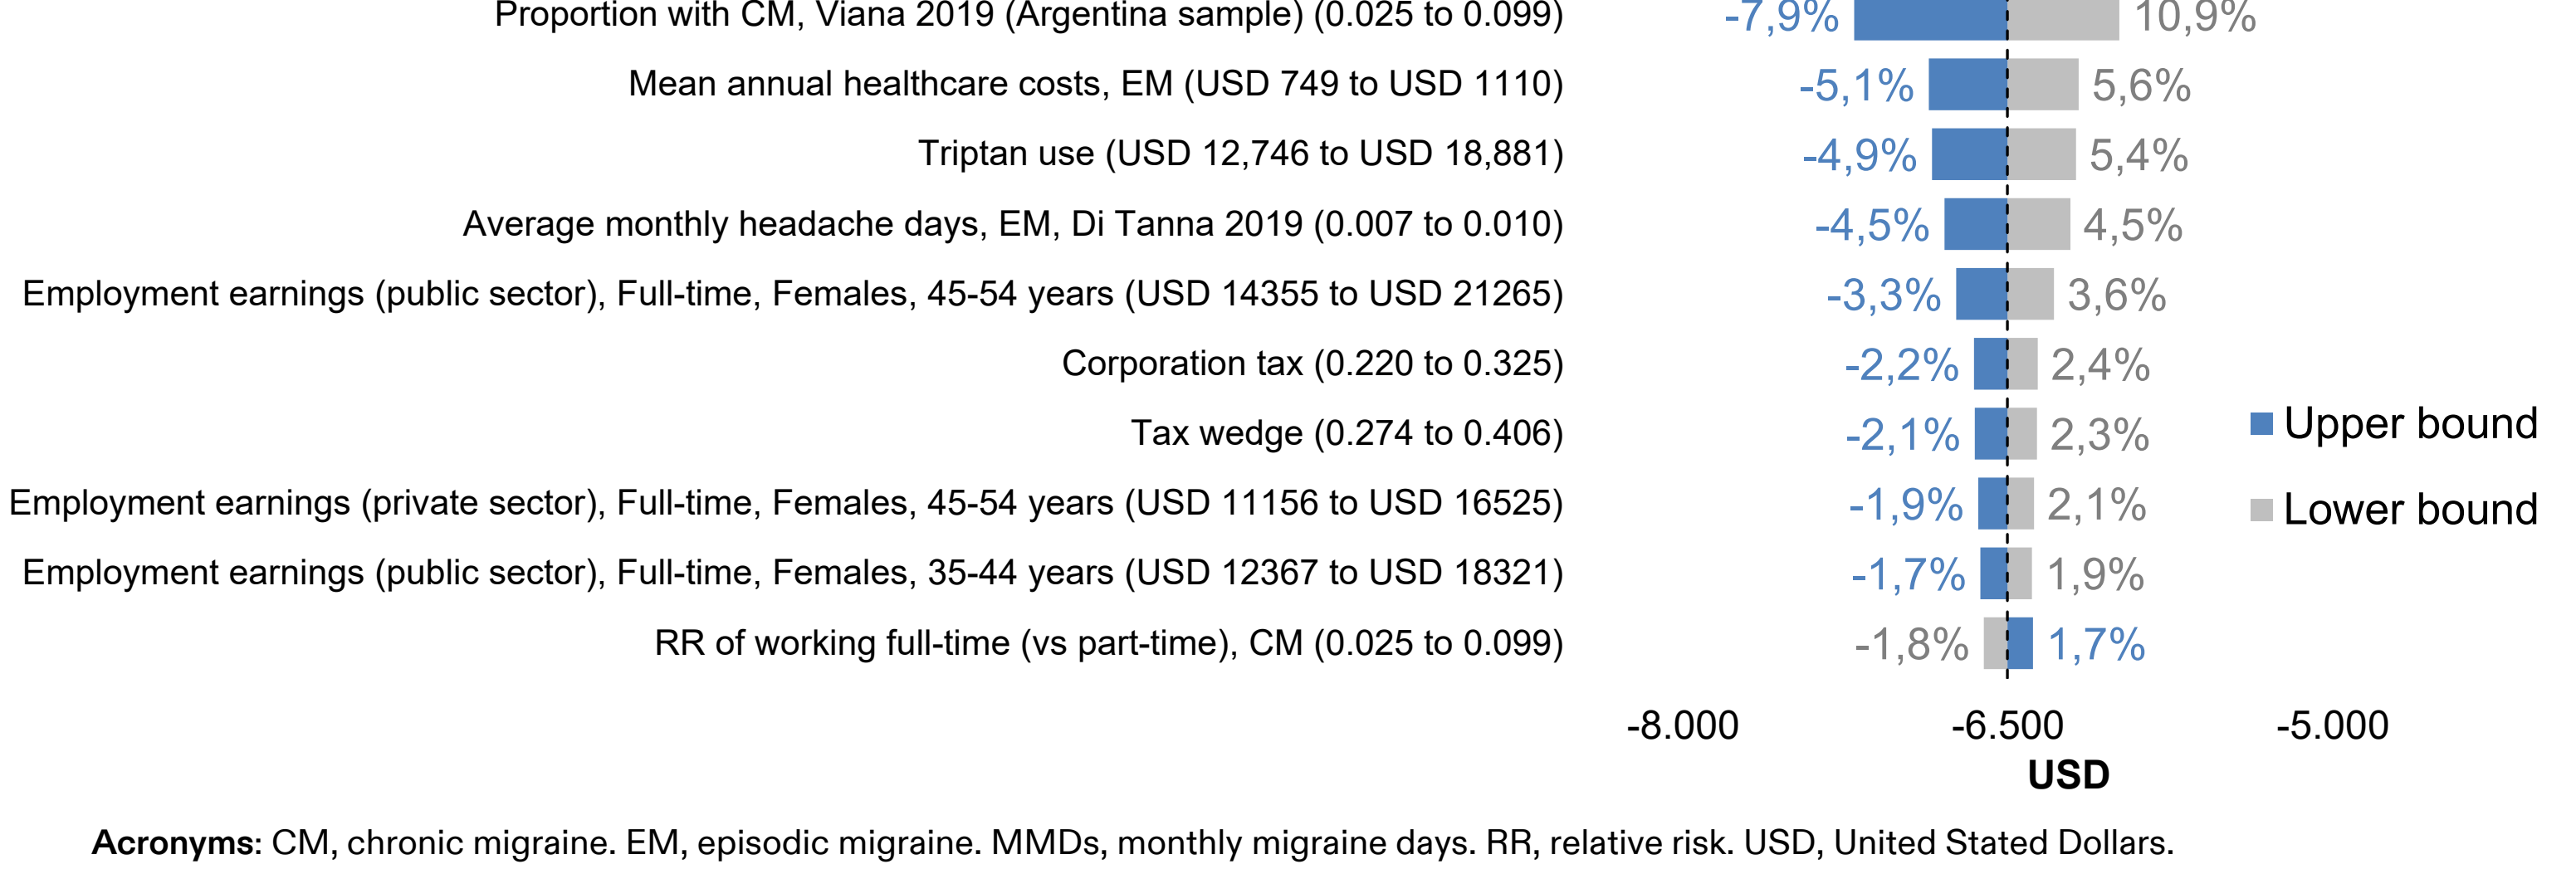 Proportion with CM, Viana 2019 (Argentina sample) (0.025 to 0.099) -7,9% 10,9%
Mean annual healthcare costs, EM (USD 749 to USD 1110) -5,1% 5,6%
Triptan use (USD 12,746 to USD 18,881) -4,9% 5,4%
Average monthly headache days, EM, Di Tanna 2019 (0.007 to 0.010) -4,5% 4,5%
Employment earnings (public sector), Full-time, Females, 45-54 years (USD 14355 to USD 21265) -3,3% 3,6%
Corporation tax (0.220 to 0.325) -2,2% 2,4%
Tax wedge (0.274 to 0.406) -2,1% 2,3%
Upper bound
Employment earnings (private sector), Full-time, Females, 45-54 years (USD 11156 to USD 16525) -1,9% 2,1%
Lower bound
Employment earnings (public sector), Full-time, Females, 35-44 years (USD 12367 to USD 18321) -1,7% 1,9%
RR of working full-time (vs part-time), CM (0.025 to 0.099) -1,8% 1,7%
-8.000 -6.500 -5.000
USD
Acronyms: CM, chronic migraine. EM, episodic migraine. MMDs, monthly migraine days. RR, relative risk. USD, United Stated Dollars.